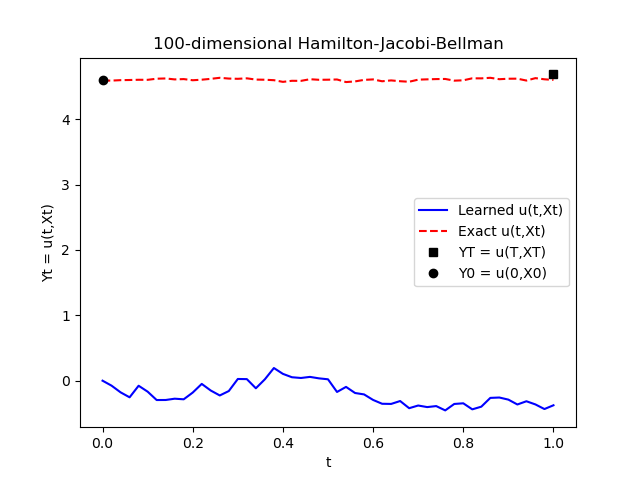 100-dimensional Hamilton-Jacobi-Bellman
Yt = u(t,Xt)
4
3
2
1
0
Learned u(t,Xt)
Exact u(t,Xt)
YT = u(T,XT)
Y0 = u(0,X0)
0.0 0.2 0.4 0.6 0.8 1.0
t